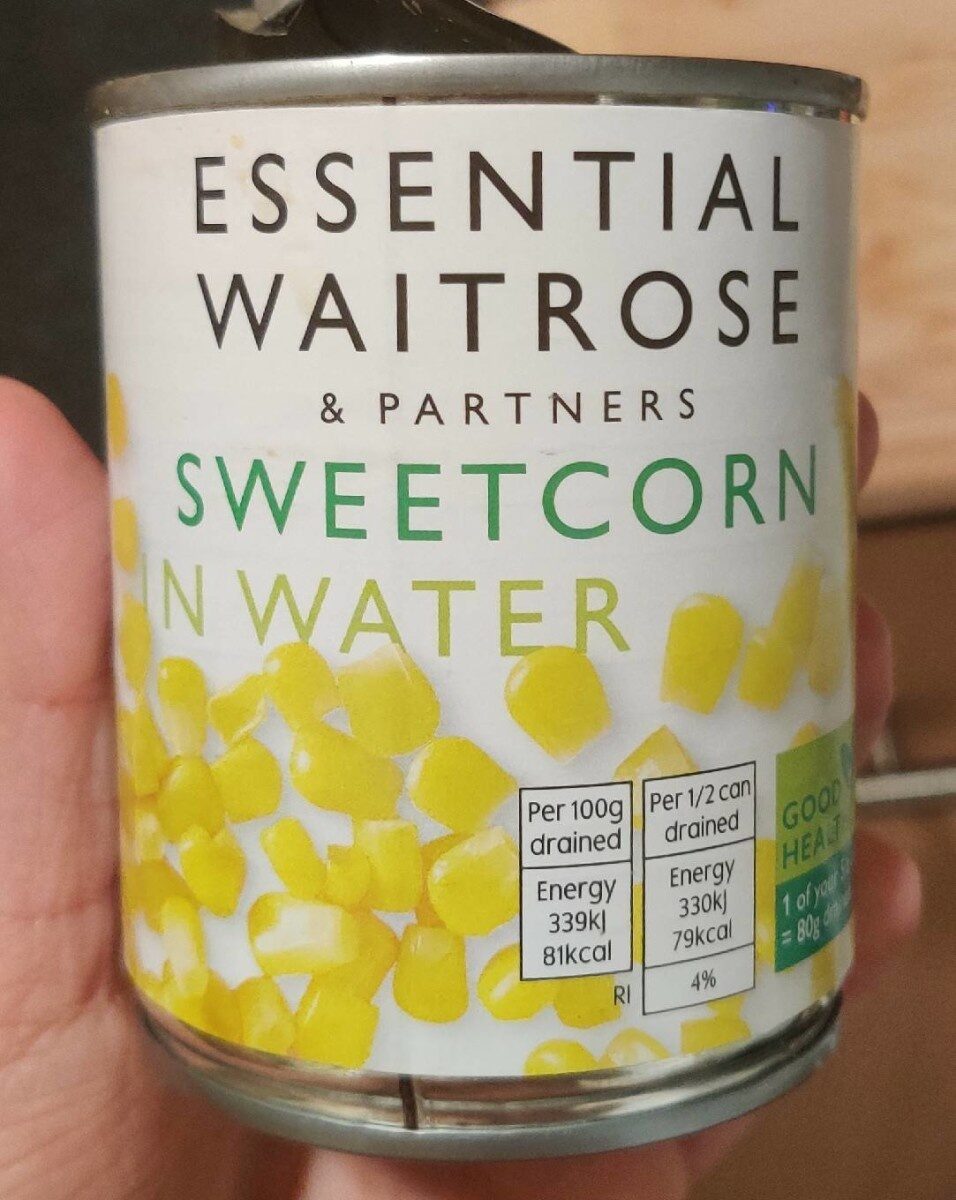 ESSENTIAL
WAITROSE
& PARTNERS
SWEETCORN
IN WATER
Per 100g
drained
Energy
339kJ
81kcal
Per 1/2 can
drained
Energy
330kJ
79kcal
RI
4%
GOOD
1 of your
= 80g